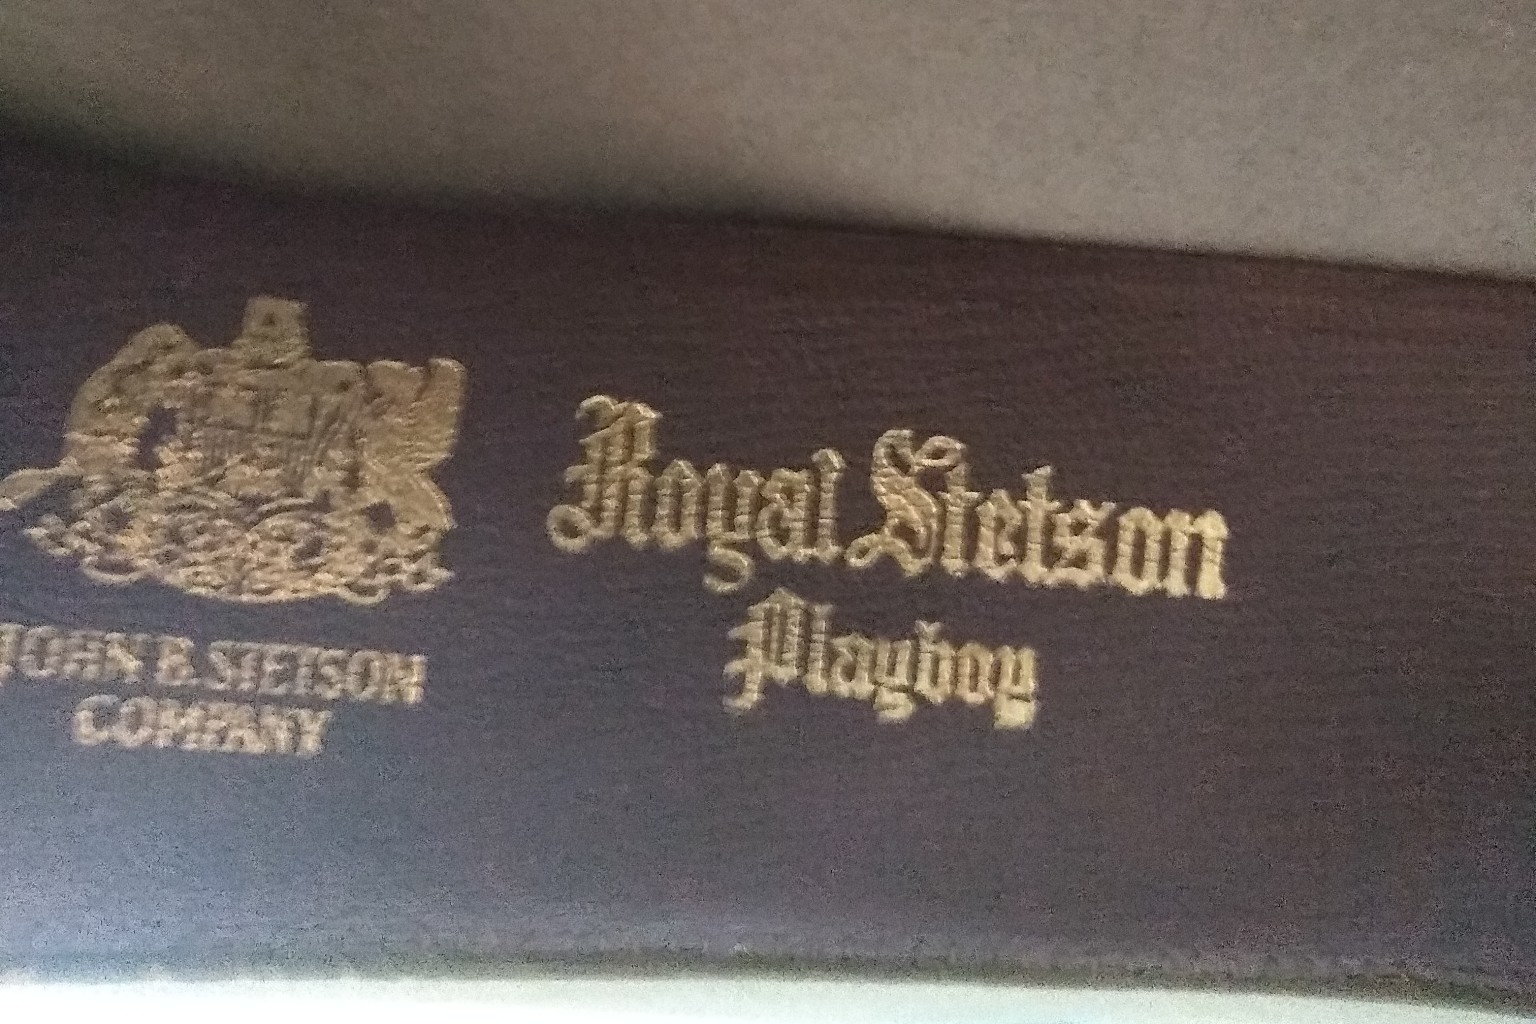 JOHN B. STETSON
COMPANY
Royal Stetson
Playboy